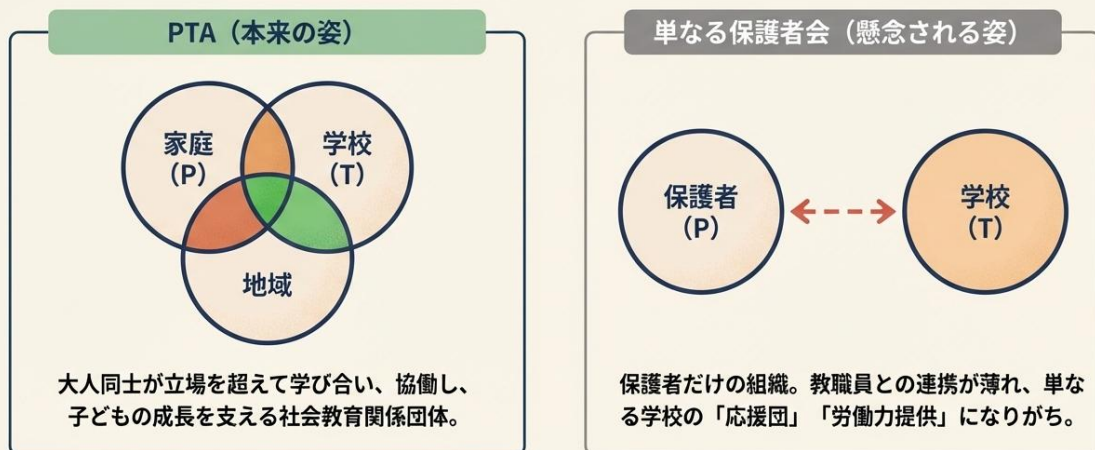 PTA（本来の姿）
家庭
（P）
学校
（T）
地域
大人同士が立場を超えて学び合い、協働し、
子どもの成長を支える社会教育関係団体。
単なる保護者会（懸念される姿）
保護者
（P）
学校
（T）
保護者だけの組織。教職員との連携が薄れ、単な
る学校の「応援団」「労働力提供」になりがち。